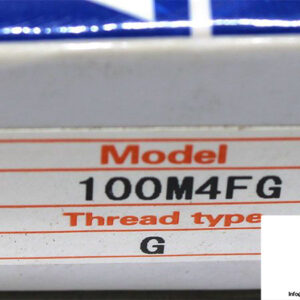 Model
100M4FG
Thread type
G